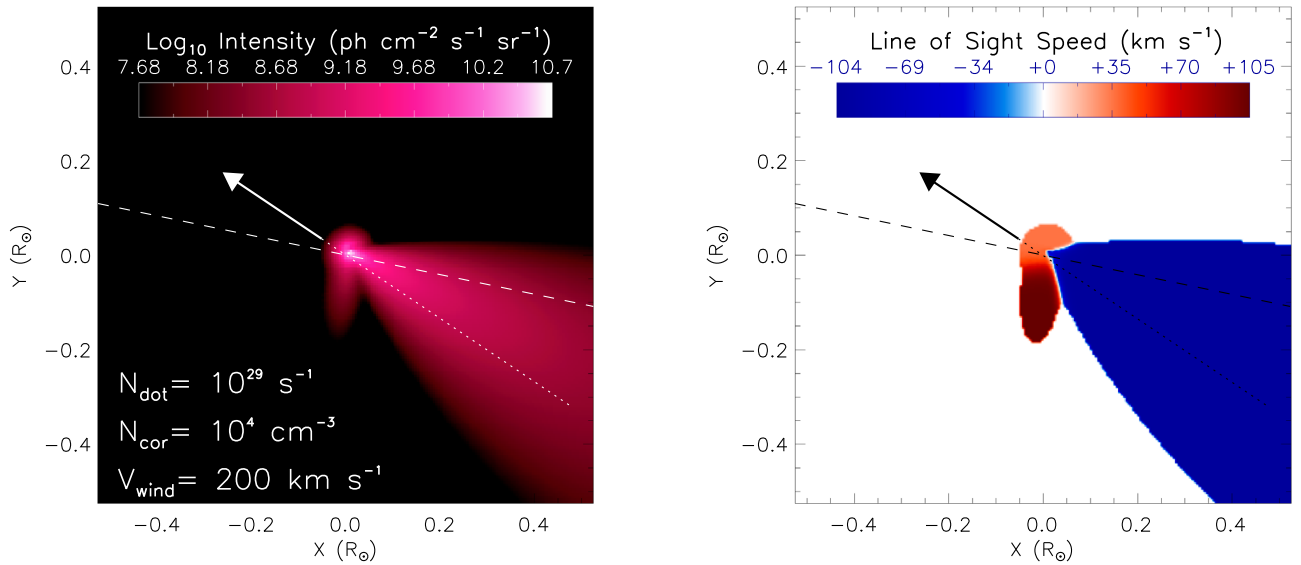 Log₁₀ Intensity (ph cm⁻² s⁻¹ sr⁻¹)
7.68 8.18 8.68 9.18 9.68 10.2 10.7
0.4
0.2
0.0
−0.2
−0.4
Y (R☉)
N_dot= 10²⁹ s⁻¹
N_cor= 10⁴ cm⁻³
V_wind= 200 km s⁻¹
−0.4 −0.2 0.0 0.2 0.4
X (R☉)
Line of Sight Speed (km s⁻¹)
−104 −69 −34 +0 +35 +70 +105
0.4
0.2
0.0
−0.2
−0.4
Y (R☉)
−0.4 −0.2 0.0 0.2 0.4
X (R☉)